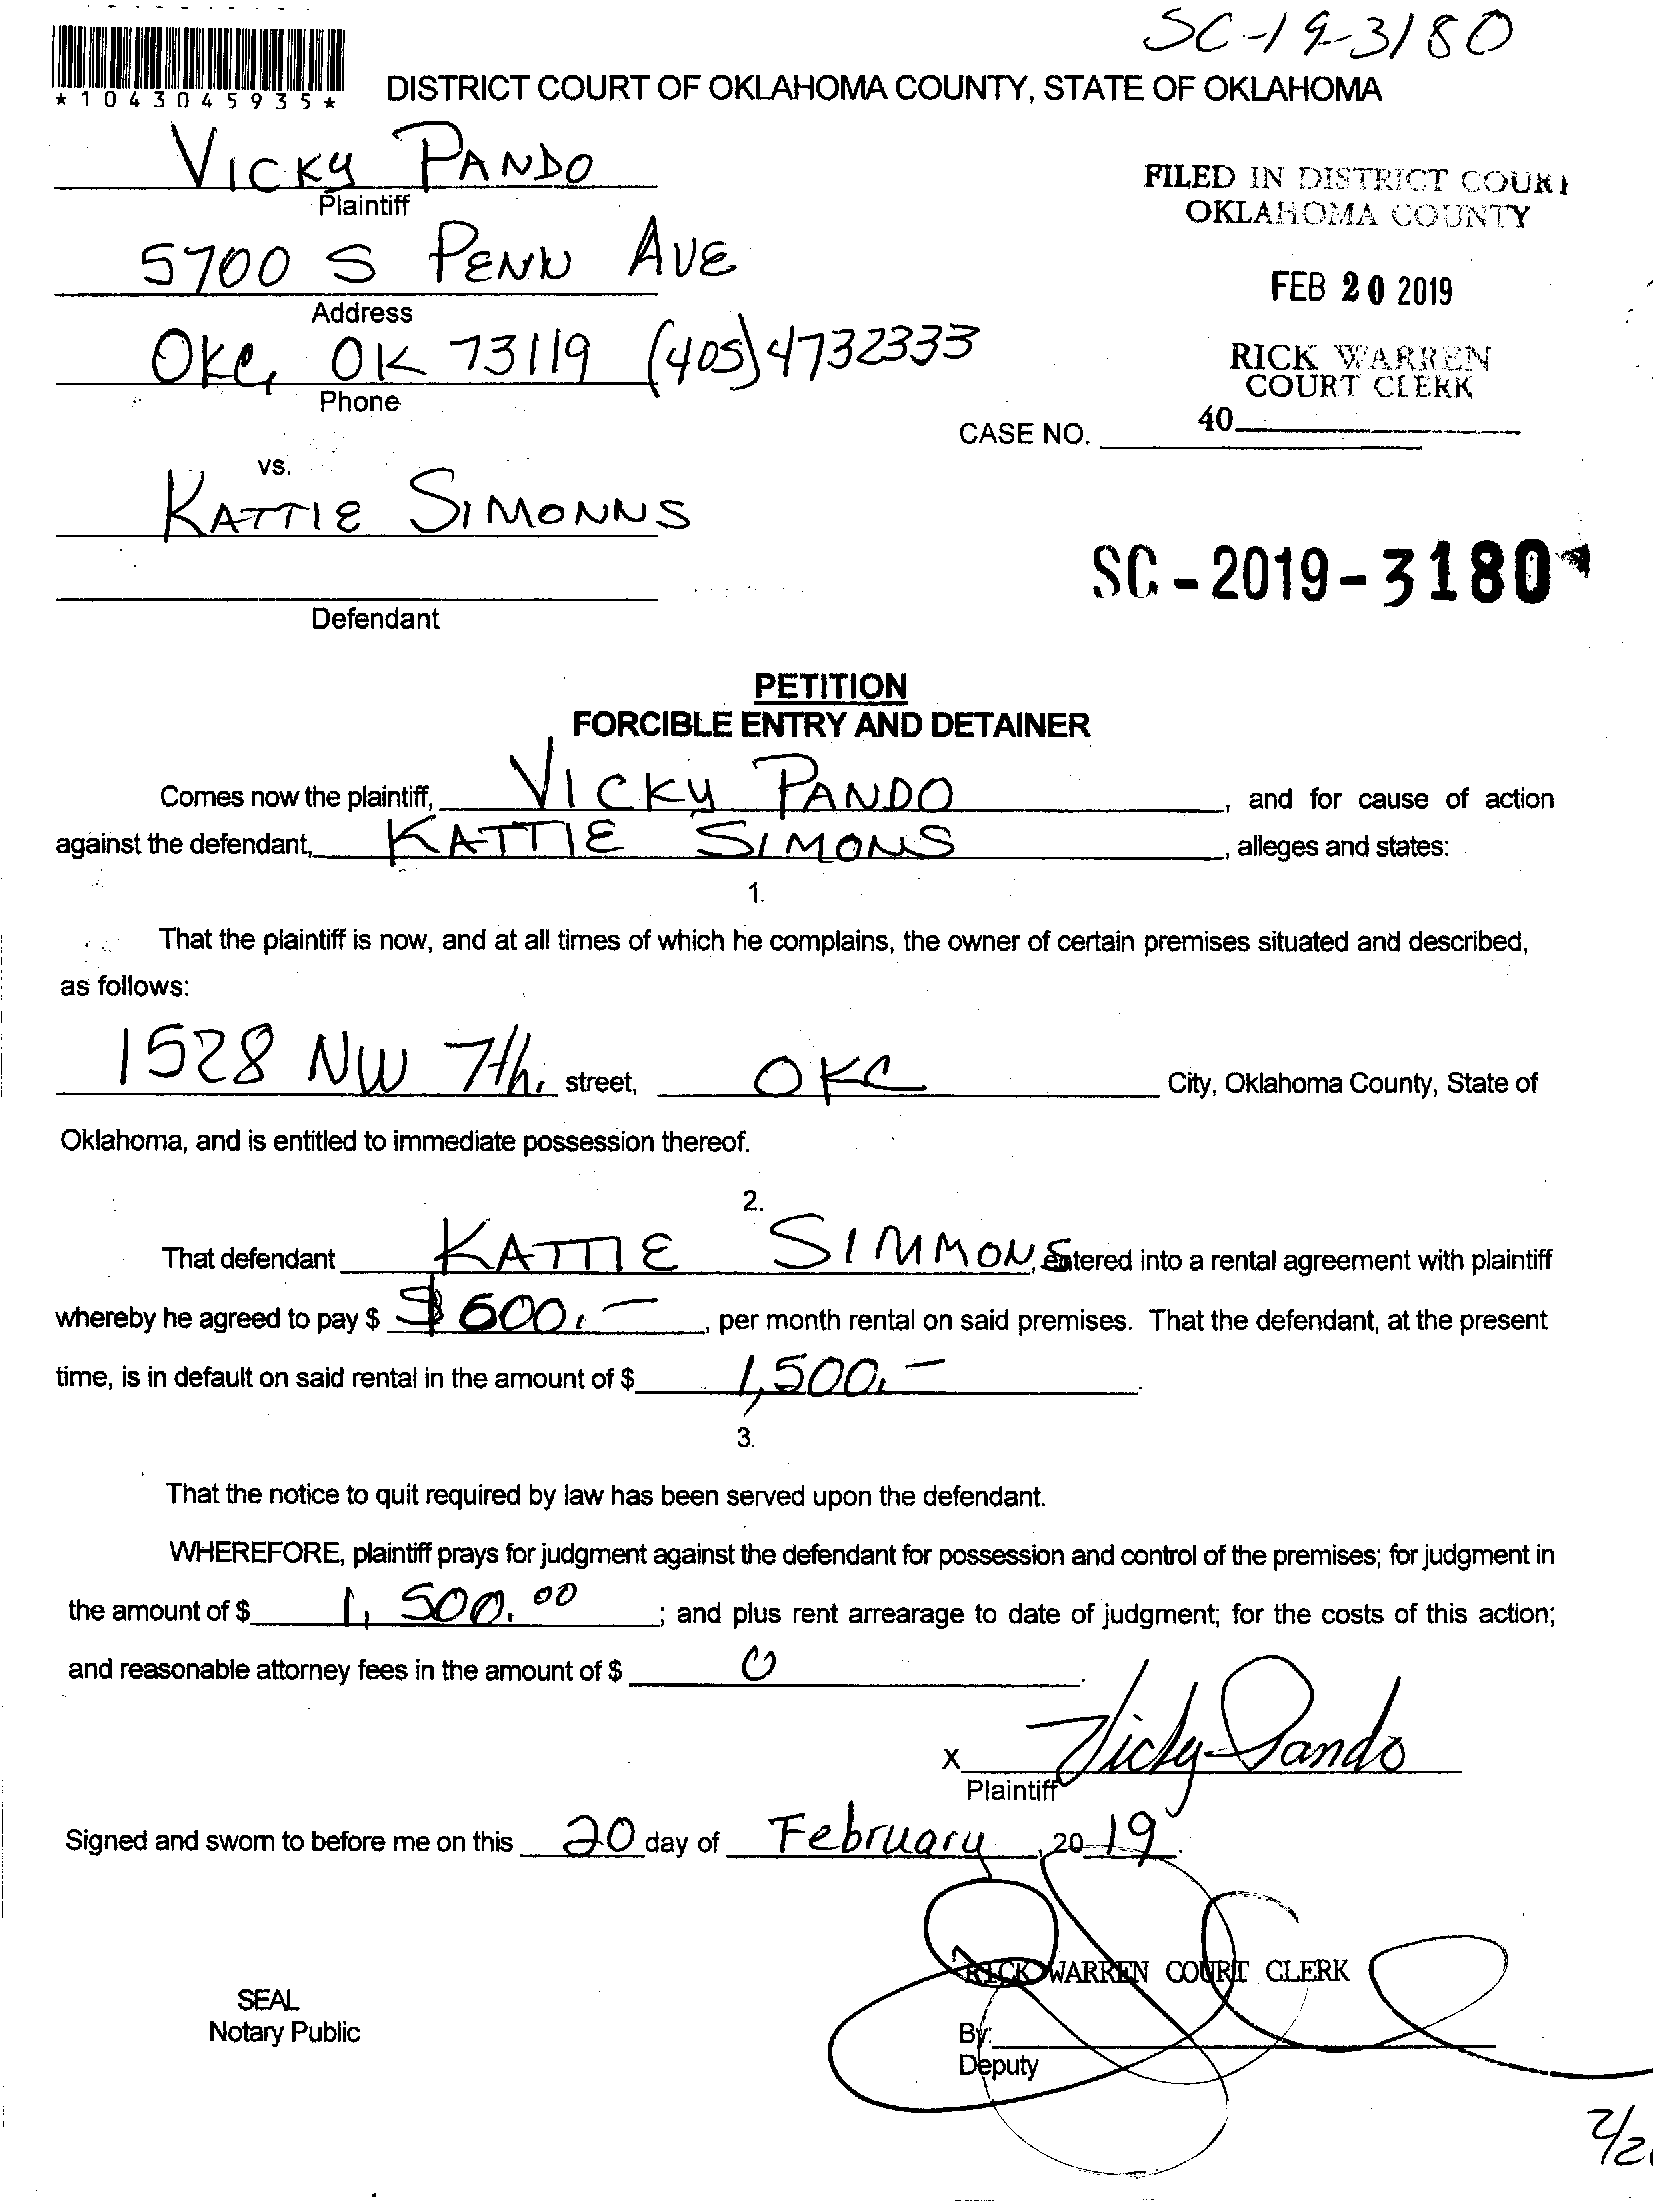 SC-19-3180
*1043045935*
DISTRICT COURT OF OKLAHOMA COUNTY, STATE OF OKLAHOMA
VICKY PANDO
Plaintiff
FILED IN DISTRICT COURT
OKLAHOMA COUNTY
5700 S PENN AVE
Address
FEB 20 2019
OKC, OK 73119 (405)4732333
Phone
RICK WARREN
COURT CLERK
40
CASE NO.
vs.
KATTIE SIMONNS
SC-2019-3180
Defendant
PETITION
FORCIBLE ENTRY AND DETAINER
Comes now the plaintiff, VICKY PANDO, and for cause of action
against the defendant, KATTIE SIMONS, alleges and states:
1.
That the plaintiff is now, and at all times of which he complains, the owner of certain premises situated and described,
as follows:
1528 NW 7th. street, OKC City, Oklahoma County, State of
Oklahoma, and is entitled to immediate possession thereof.
2.
That defendant KATTIE SIMMONS, entered into a rental agreement with plaintiff
whereby he agreed to pay $ $600.-, per month rental on said premises. That the defendant, at the present
time, is in default on said rental in the amount of $ 1,500.-.
3.
That the notice to quit required by law has been served upon the defendant.
WHEREFORE, plaintiff prays for judgment against the defendant for possession and control of the premises; for judgment in
the amount of $ 1,500.00; and plus rent arrearage to date of judgment; for the costs of this action;
and reasonable attorney fees in the amount of $ 0.
X Vicky Pando
Plaintiff
Signed and sworn to before me on this 20 day of February, 2019.
RICK WARREN COURT CLERK
SEAL
Notary Public
By:
Deputy